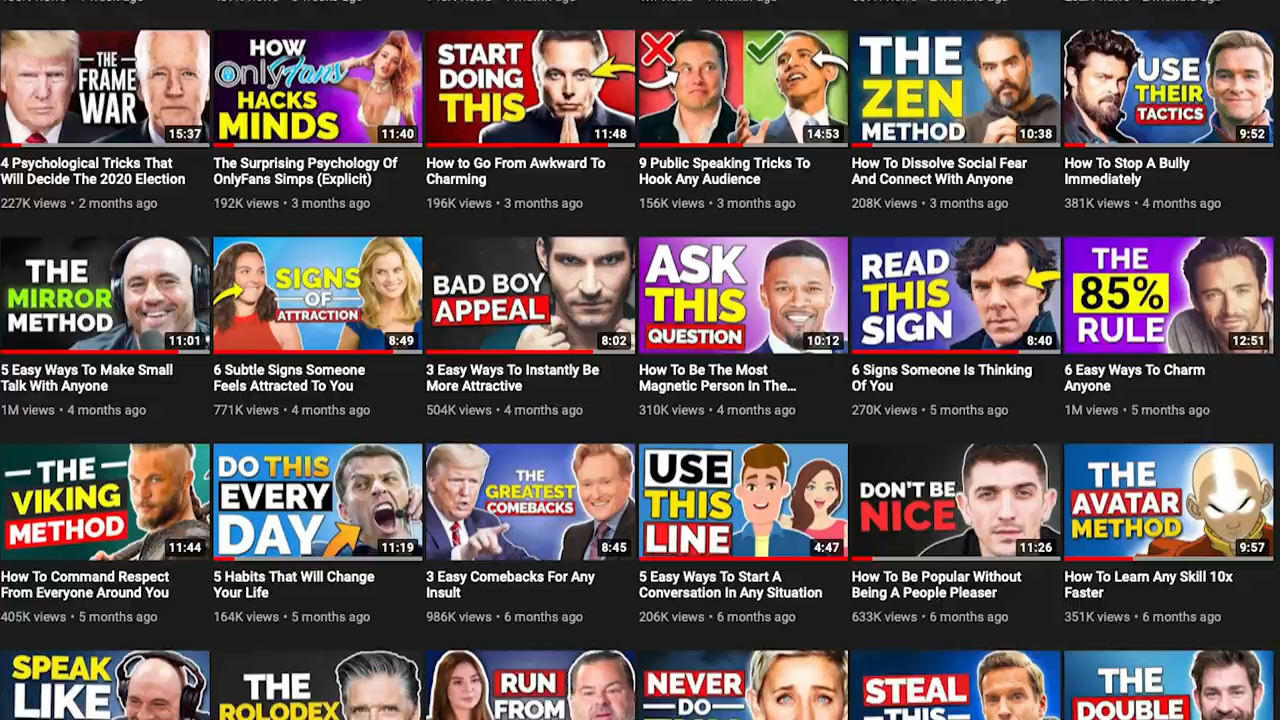 THE
FRAME
WAR
15:37
HOW
OnlyFans
HACKS
MINDS
11:40
START
DOING
THIS
11:48
14:53
THE
ZEN
METHOD
10:38
USE
THEIR
TACTICS
9:52
4 Psychological Tricks That
Will Decide The 2020 Election
227K views • 2 months ago
The Surprising Psychology Of
OnlyFans Simps (Explicit)
192K views • 3 months ago
How to Go From Awkward To
Charming
196K views • 3 months ago
9 Public Speaking Tricks To
Hook Any Audience
156K views • 3 months ago
How To Dissolve Social Fear
And Connect With Anyone
208K views • 3 months ago
How To Stop A Bully
Immediately
381K views • 4 months ago
THE
MIRROR
METHOD
11:01
SIGNS
OF
ATTRACTION
8:49
BAD BOY
APPEAL
8:02
ASK
THIS
QUESTION
10:12
READ
THIS
SIGN
8:40
THE
85%
RULE
12:51
5 Easy Ways To Make Small
Talk With Anyone
1M views • 4 months ago
6 Subtle Signs Someone
Feels Attracted To You
771K views • 4 months ago
3 Easy Ways To Instantly Be
More Attractive
504K views • 4 months ago
How To Be The Most
Magnetic Person In The...
310K views • 4 months ago
6 Signs Someone Is Thinking
Of You
270K views • 5 months ago
6 Easy Ways To Charm
Anyone
1M views • 5 months ago
THE
VIKING
METHOD
11:44
DO THIS
EVERY
DAY
11:19
THE
GREATEST
COMEBACKS
8:45
USE
THIS
LINE
4:47
DON'T BE
NICE
11:26
THE
AVATAR
METHOD
9:57
How To Command Respect
From Everyone Around You
405K views • 5 months ago
5 Habits That Will Change
Your Life
164K views • 5 months ago
3 Easy Comebacks For Any
Insult
986K views • 6 months ago
5 Easy Ways To Start A
Conversation In Any Situation
206K views • 6 months ago
How To Be Popular Without
Being A People Pleaser
633K views • 6 months ago
How To Learn Any Skill 10x
Faster
351K views • 6 months ago
SPEAK
LIKE
THE
ROLODEX
RUN
FROM
NEVER
DO
STEAL
THIS
THE
DOUBLE